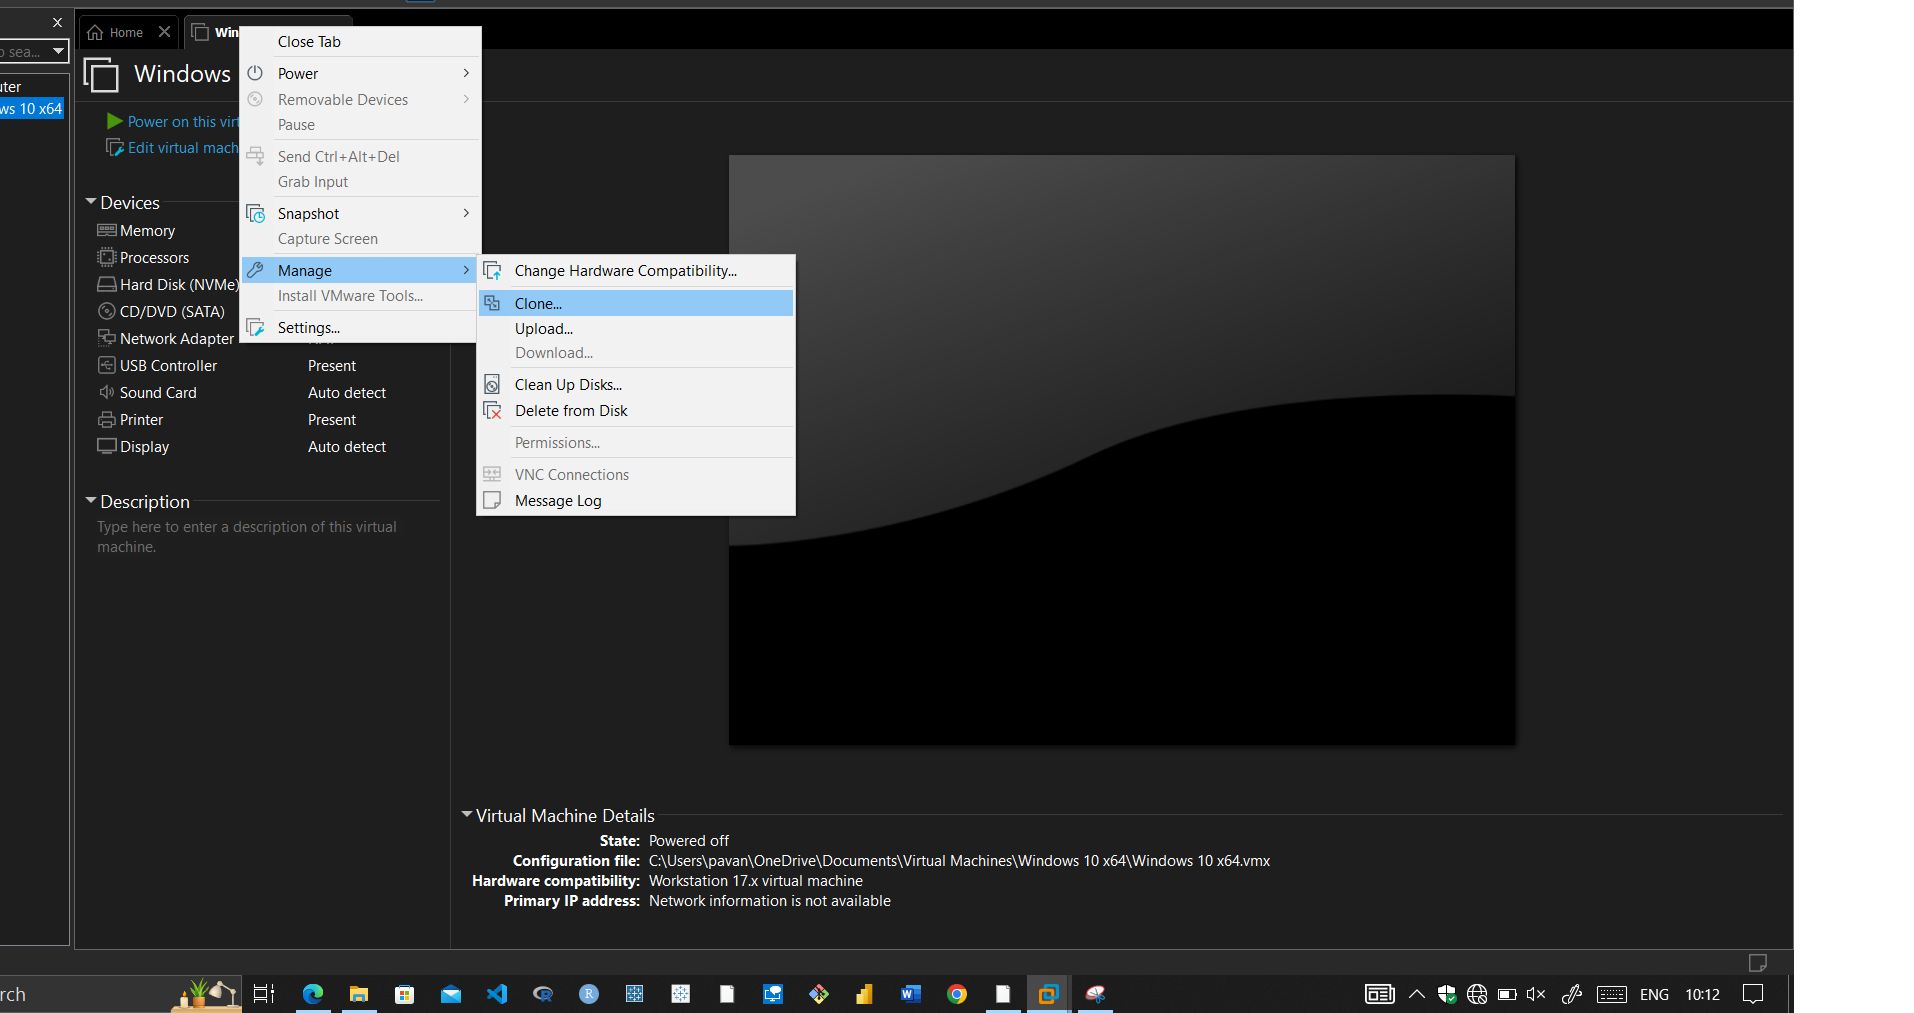 Home
Win
sea...
Windows
uter
ws 10 x64
Power on this virt
Edit virtual mach
Devices
Memory
Processors
Hard Disk (NVMe)
CD/DVD (SATA)
Network Adapter
USB Controller Present
Sound Card Auto detect
Printer Present
Display Auto detect
Description
Type here to enter a description of this virtual
machine.
Close Tab
Power
Removable Devices
Pause
Send Ctrl+Alt+Del
Grab Input
Snapshot
Capture Screen
Manage
Install VMware Tools...
Settings...
Change Hardware Compatibility...
Clone...
Upload...
Download...
Clean Up Disks...
Delete from Disk
Permissions...
VNC Connections
Message Log
Virtual Machine Details
State: Powered off
Configuration file: C:\Users\pavan\OneDrive\Documents\Virtual Machines\Windows 10 x64\Windows 10 x64.vmx
Hardware compatibility: Workstation 17.x virtual machine
Primary IP address: Network information is not available
rch
ENG
10:12